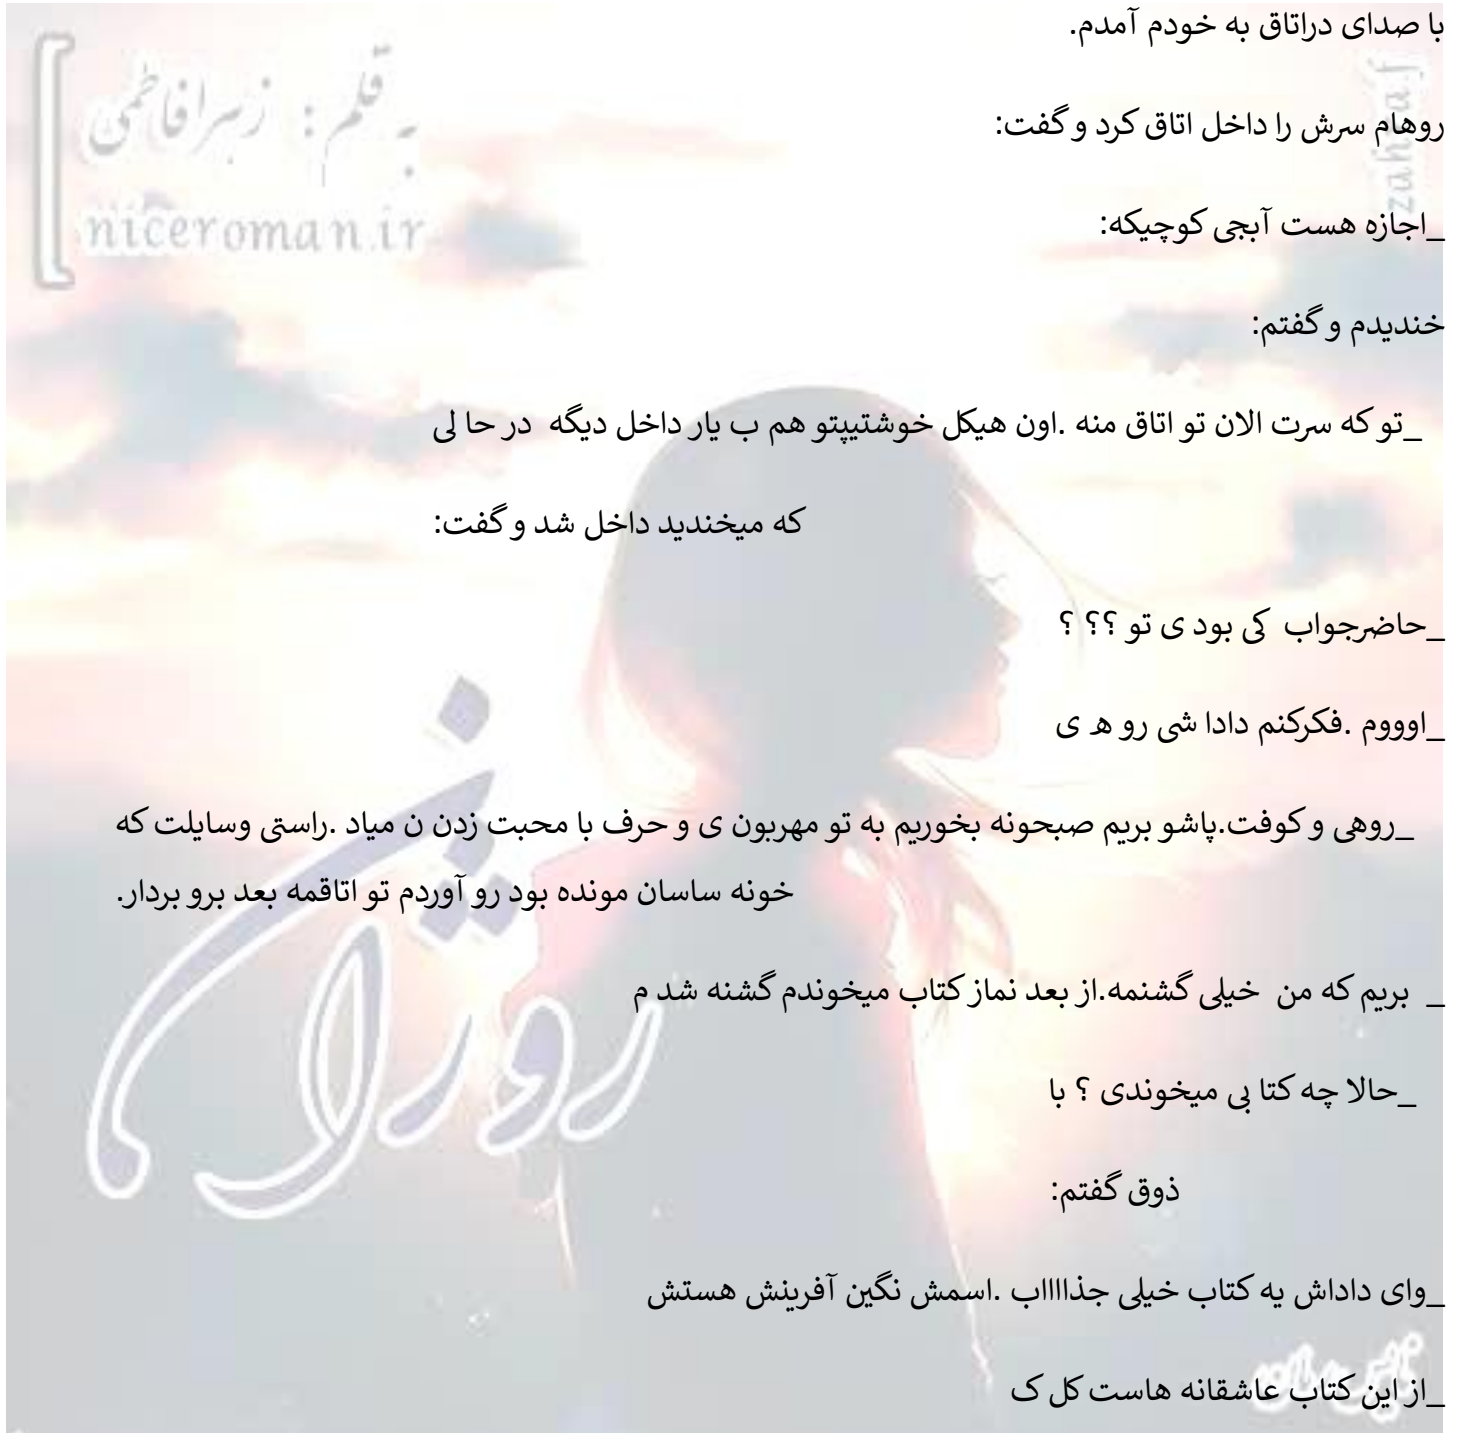 با صدای دراتاق به خودم آمدم.
به قلم : زهرا فاطمی
niceroman.ir
zahra.f
روهام سرش را داخل اتاق کرد و گفت:
_اجازه هست آبجی کوچیکه:
خندیدم و گفتم:
_تو که سرت الان تو اتاق منه .اون هیکل خوشتیپتو هم ب یار داخل دیگه در حا لی
که میخندید داخل شد و گفت:
_حاضرجواب کی بود ی تو ؟؟ ؟
_اوووم .فکرکنم دادا شی رو ه ی
_روهی و کوفت.پاشو بریم صبحونه بخوریم به تو مهربون ی و حرف با محبت زدن ن میاد .راستی وسایلت که
خونه ساسان مونده بود رو آوردم تو اتاقمه بعد برو بردار.
_ بریم که من خیلی گشنمه.از بعد نماز کتاب میخوندم گشنه شد م
_حالا چه کتا بی میخوندی ؟ با
ذوق گفتم:
_وای داداش یه کتاب خیلی جذااااب .اسمش نگین آفرینش هستش
_از این کتاب عاشقانه هاست کل ک
روژان